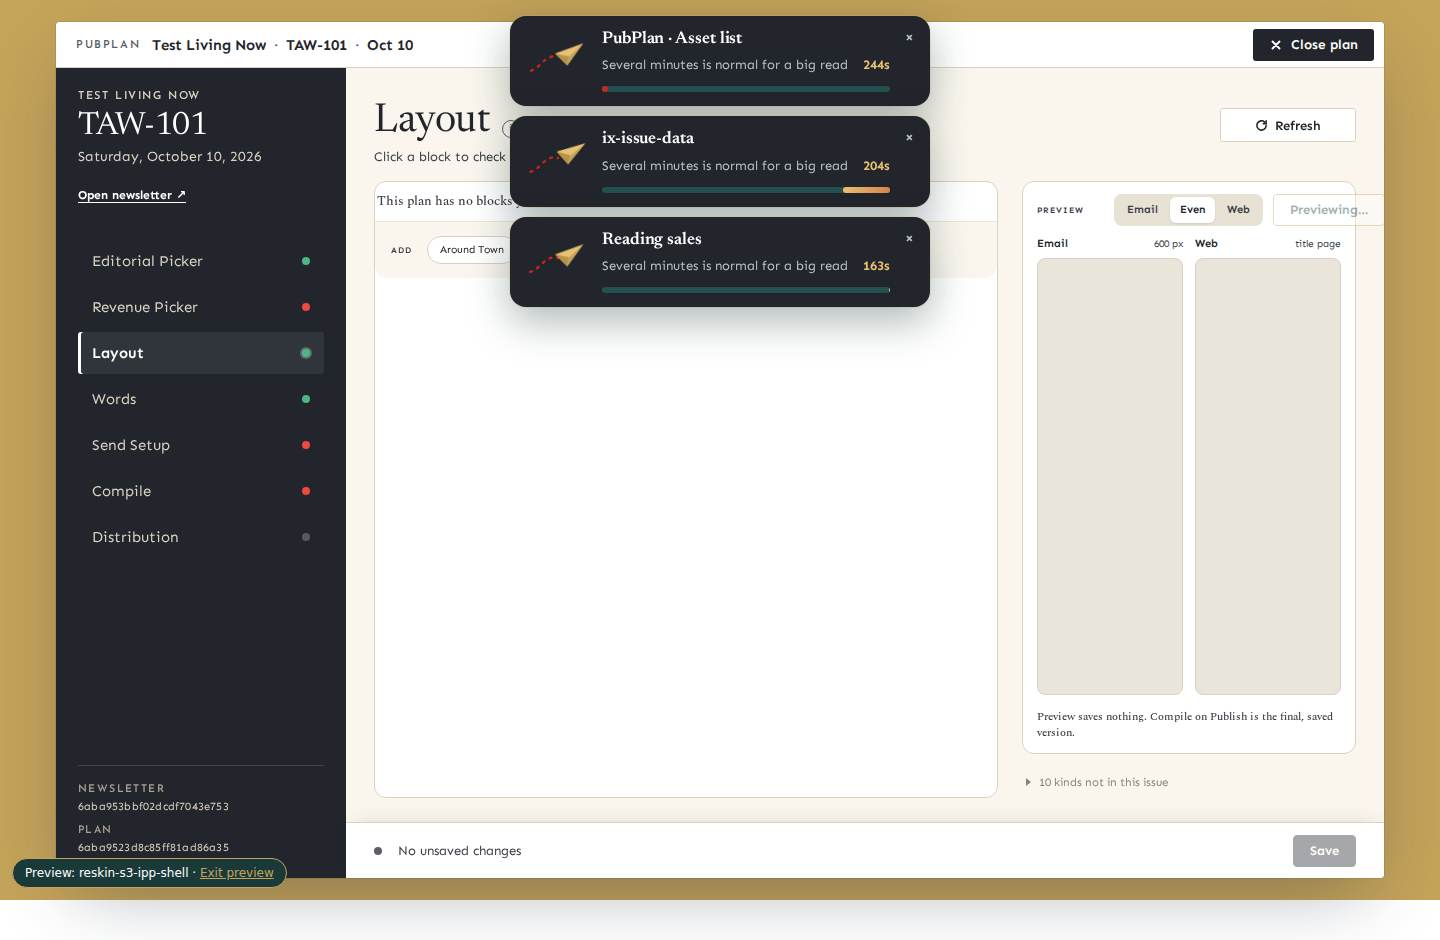 PUBPLAN Test Living Now · TAW-101 · Oct 10
Close plan
PubPlan · Asset list
Several minutes is normal for a big read 244s
ix-issue-data
Several minutes is normal for a big read 204s
Reading sales
Several minutes is normal for a big read 163s
TEST LIVING NOW
TAW-101
Saturday, October 10, 2026
Open newsletter ↗
Editorial Picker
Revenue Picker
Layout
Words
Send Setup
Compile
Distribution
NEWSLETTER
6aba953bbf02dcdf7043e753
PLAN
6aba9523d8c85ff81ad86a35
Preview: reskin-s3-ipp-shell · Exit preview
Layout
Refresh
Click a block to check
This plan has no blocks
ADD Around Town
PREVIEW Email Even Web Previewing...
Email 600 px Web title page
Preview saves nothing. Compile on Publish is the final, saved
version.
10 kinds not in this issue
No unsaved changes
Save